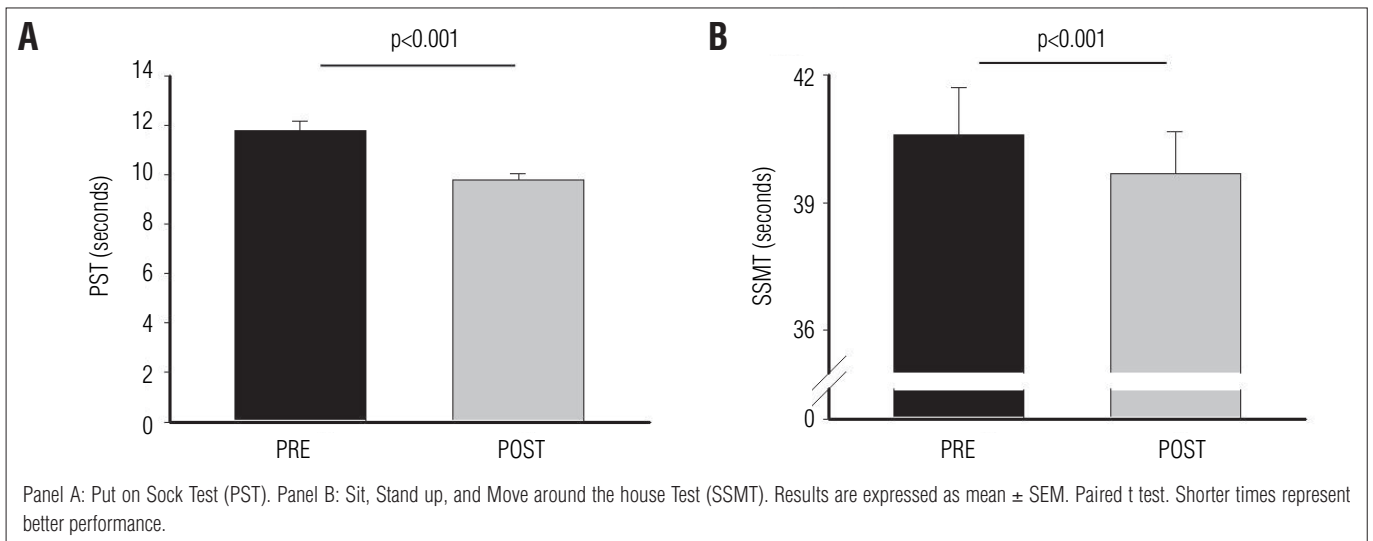 A
p<0.001
PST (seconds)
14
12
10
8
6
4
2
0
PRE
POST
B
p<0.001
SSMT (seconds)
42
39
36
0
PRE
POST
Panel A: Put on Sock Test (PST). Panel B: Sit, Stand up, and Move around the house Test (SSMT). Results are expressed as mean ± SEM. Paired t test. Shorter times represent
better performance.